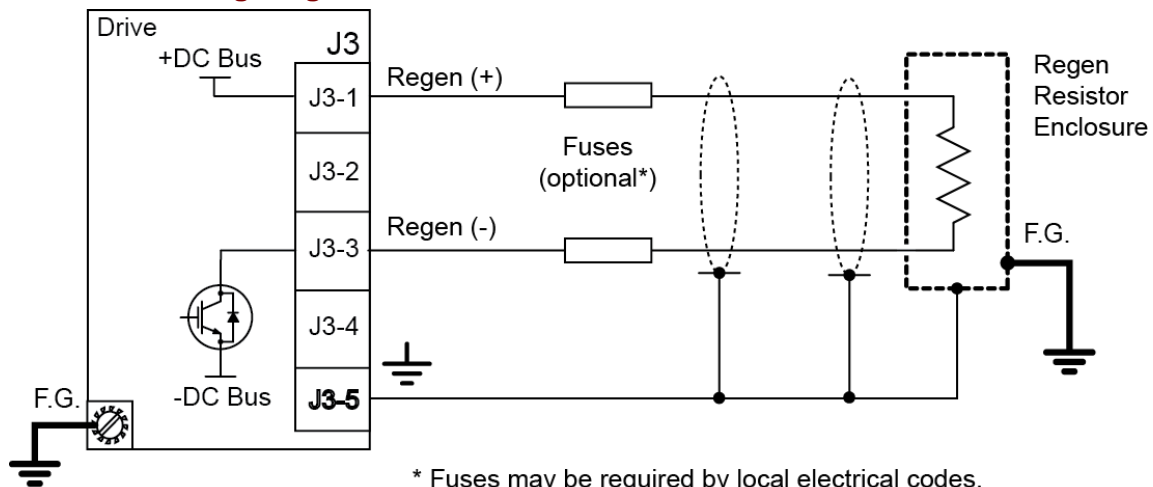 Drive
+DC Bus
J3
J3-1
J3-2
J3-3
J3-4
J3-5
-DC Bus
F.G.
Regen (+)
Fuses
(optional*)
Regen (-)
Regen
Resistor
Enclosure
F.G.
* Fuses may be required by local electrical codes.